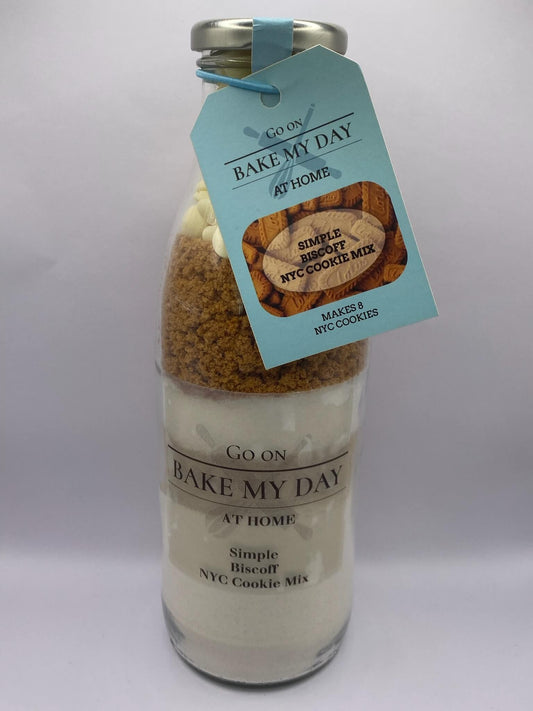 GO ON
BAKE MY DAY
AT HOME
SIMPLE
BISCOFF
NYC COOKIE MIX
MAKES 8
NYC COOKIES
GO ON
BAKE MY DAY
AT HOME
Simple
Biscoff
NYC Cookie Mix